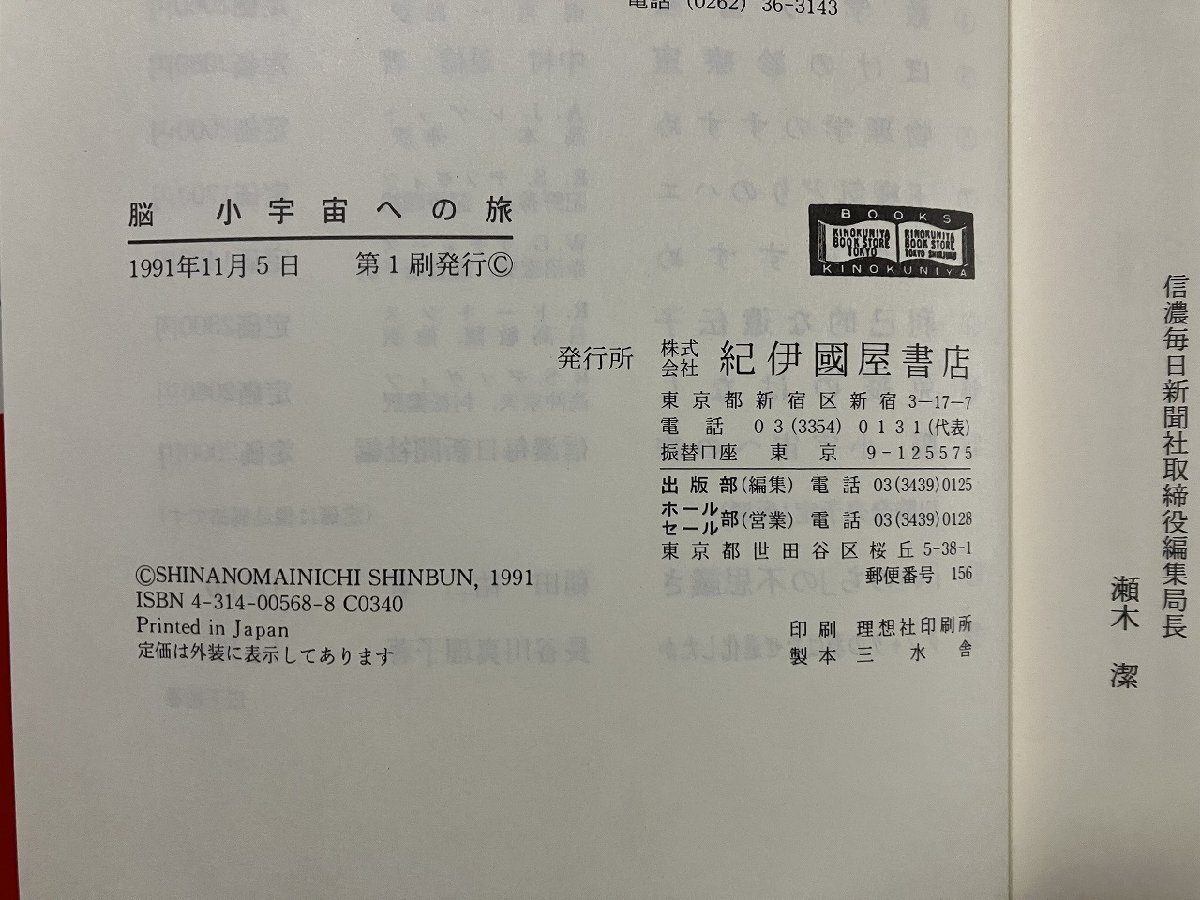 電話 (0262) 36-3143
脳 小宇宙への旅
1991年11月5日 第1刷発行©
BOOKS
KINOKUNIYA BOOK STORE TOKYO
KINOKUNIYA BOOK STORE TOKYO SHINJUKU
KINOKUNIYA
発行所 株式会社 紀伊國屋書店
東京都新宿区新宿 3-17-7
電話 03(3354) 0131(代表)
振替口座 東京 9-125575
出版部(編集) 電話 03(3439)0125
ホールセール部(営業) 電話 03(3439)0128
東京都世田谷区桜丘 5-38-1
郵便番号 156
©SHINANOMAINICHI SHINBUN, 1991
ISBN 4-314-00568-8 C0340
Printed in Japan
定価は外装に表示してあります
印刷 理想社印刷所
製本 三水舎
信濃毎日新聞社取締役編集局長
瀬木 潔